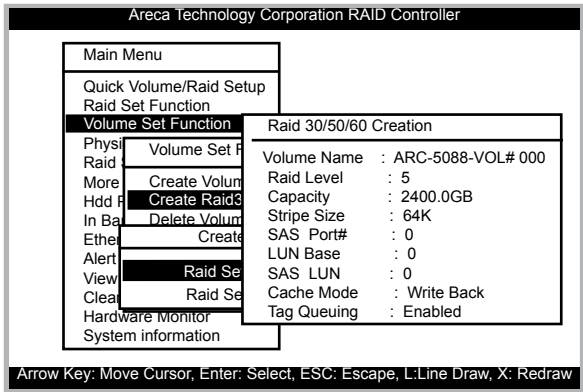 Areca Technology Corporation RAID Controller
Main Menu
Quick Volume/Raid Setup
Raid Set Function
Volume Set Function
Physi
Raid
More
Hdd F
In Ba
Ether
Alert
View
Clear
Hardware Monitor
System information
Volume Set F
Create Volum
Create Raid3
Delete Volum
Create
Raid Se
Raid Se
Raid 30/50/60 Creation
Volume Name : ARC-5088-VOL# 000
Raid Level : 5
Capacity : 2400.0GB
Stripe Size : 64K
SAS Port# : 0
LUN Base : 0
SAS LUN : 0
Cache Mode : Write Back
Tag Queuing : Enabled
Arrow Key: Move Cursor, Enter: Select, ESC: Escape, L:Line Draw, X: Redraw